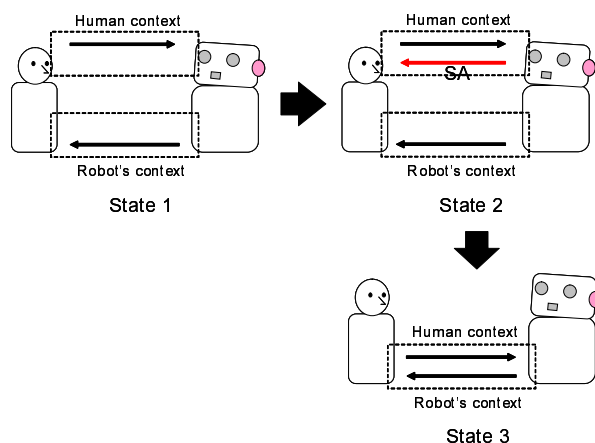 Human context
Robot's context
State 1
Human context
SA
Robot's context
State 2
Human context
Robot's context
State 3